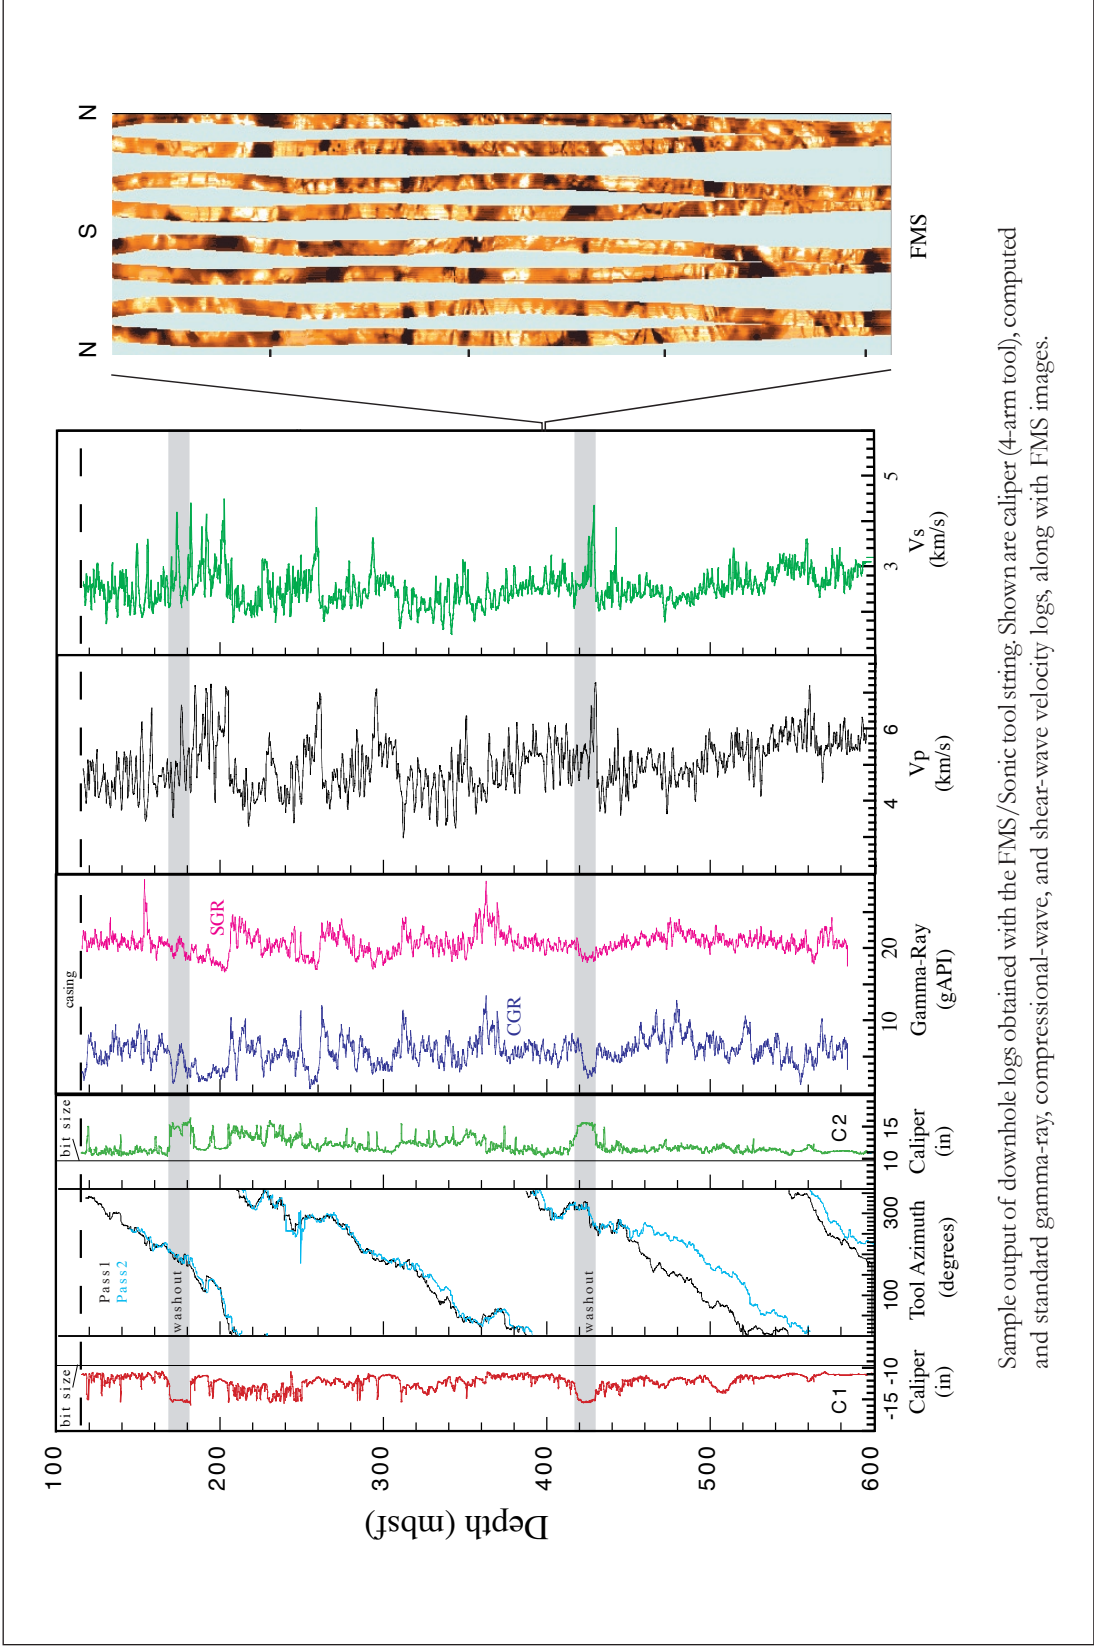 100
200
300
400
500
600
Depth (mbsf)
bit size
C1
-15 -10
Caliper
(in)
Pass1
Pass2
washout
washout
100
300
Tool Azimuth
(degrees)
bit size
C2
10 15
Caliper
(in)
casing
SGR
CGR
10
20
Gamma-Ray
(gAPI)
4
6
Vp
(km/s)
3
5
Vs
(km/s)
N
S
N
FMS
Sample output of downhole logs obtained with the FMS/Sonic tool string. Shown are caliper (4-arm tool), computed
and standard gamma-ray, compressional-wave, and shear-wave velocity logs, along with FMS images.